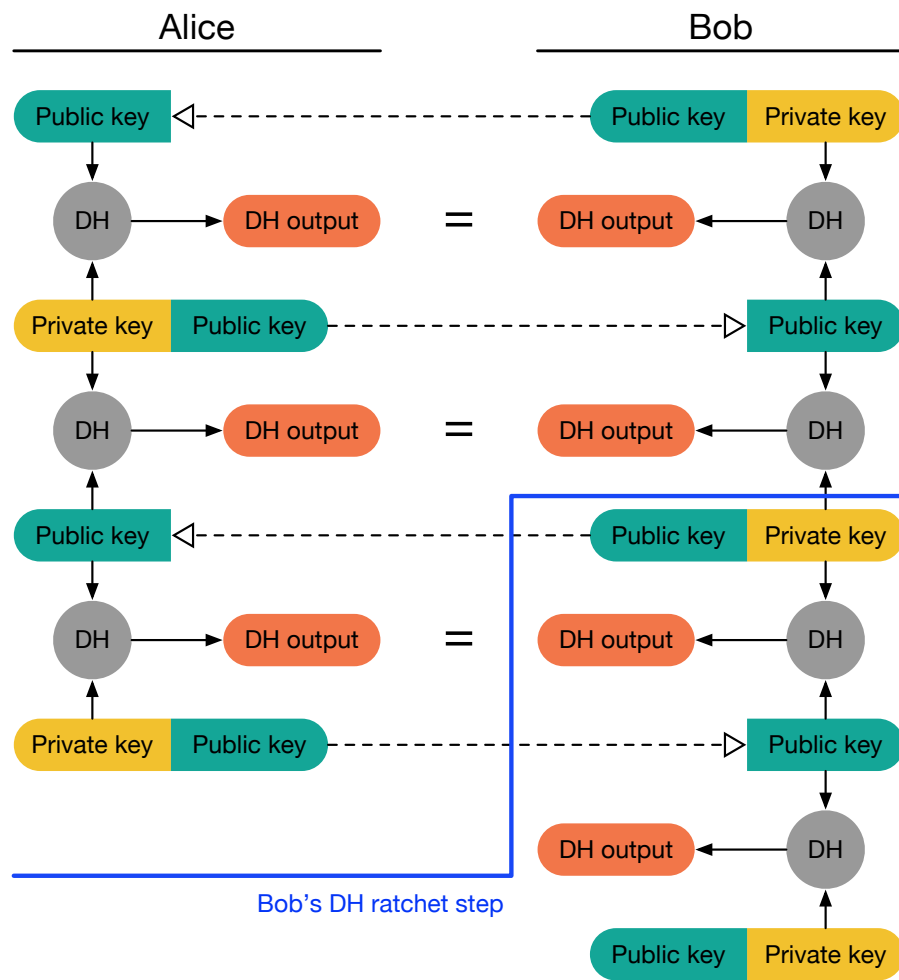 Alice Bob
Public key Public key Private key
DH DH output = DH output DH
Private key Public key Public key
DH DH output = DH output DH
Public key Public key Private key
DH DH output = DH output DH
Private key Public key Public key
DH output DH
Bob's DH ratchet step
Public key Private key